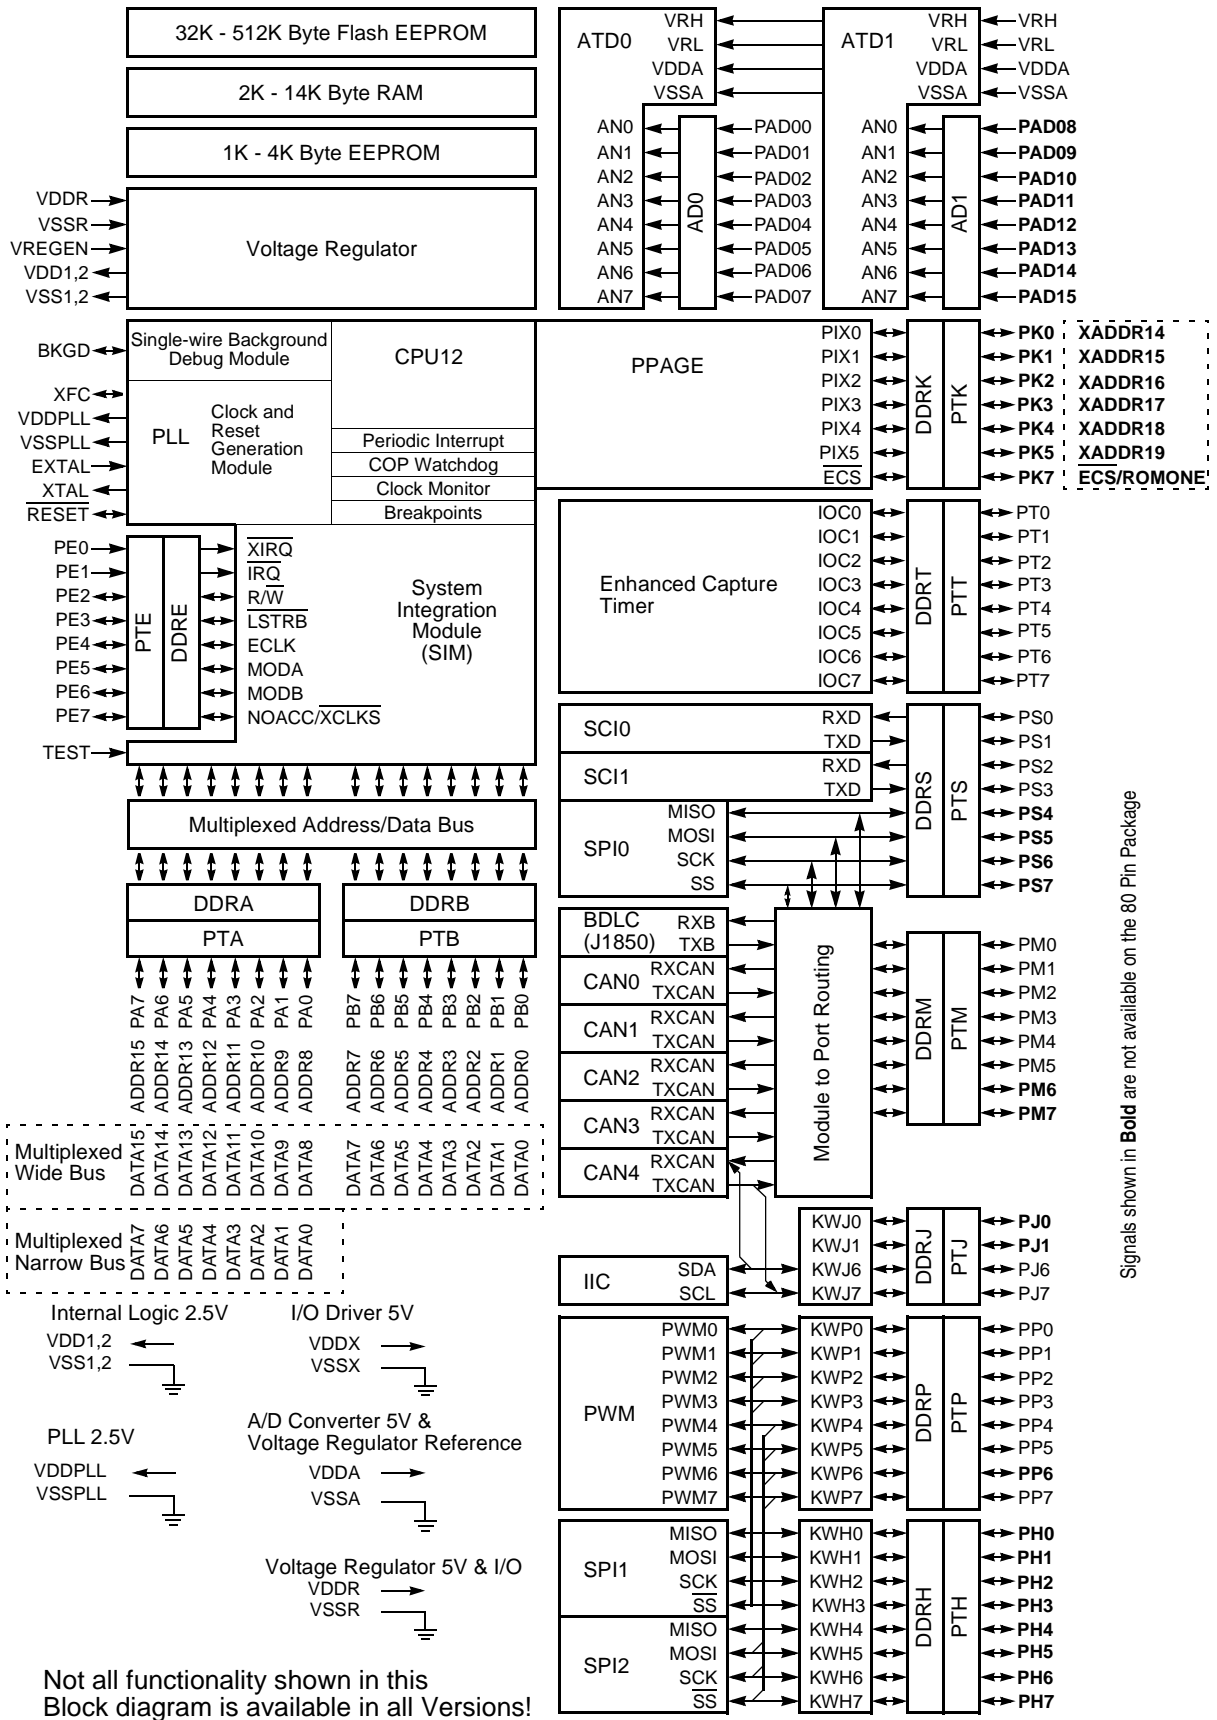 32K - 512K Byte Flash EEPROM
2K - 14K Byte RAM
1K - 4K Byte EEPROM
VDDR
VSSR
VREGEN
VDD1,2
VSS1,2
Voltage Regulator
ATD0
VRH
VRL
VDDA
VSSA
AN0
AN1
AN2
AN3
AN4
AN5
AN6
AN7
AD0
PAD00
PAD01
PAD02
PAD03
PAD04
PAD05
PAD06
PAD07
ATD1
VRH
VRL
VDDA
VSSA
VRH
VRL
VDDA
VSSA
AN0
AN1
AN2
AN3
AN4
AN5
AN6
AN7
AD1
PAD08
PAD09
PAD10
PAD11
PAD12
PAD13
PAD14
PAD15
BKGD
XFC
VDDPLL
VSSPLL
EXTAL
XTAL
RESET
Single-wire Background
Debug Module
CPU12
PLL
Clock and
Reset
Generation
Module
Periodic Interrupt
COP Watchdog
Clock Monitor
Breakpoints
PPAGE
PIX0
PIX1
PIX2
PIX3
PIX4
PIX5
ECS
DDRK
PTK
PK0
PK1
PK2
PK3
PK4
PK5
PK7
XADDR14
XADDR15
XADDR16
XADDR17
XADDR18
XADDR19
ECS/ROMONE
PE0
PE1
PE2
PE3
PE4
PE5
PE6
PE7
TEST
PTE
DDRE
XIRQ
IRQ
R/W
LSTRB
ECLK
MODA
MODB
NOACC/XCLKS
System
Integration
Module
(SIM)
Enhanced Capture
Timer
IOC0
IOC1
IOC2
IOC3
IOC4
IOC5
IOC6
IOC7
DDRT
PTT
PT0
PT1
PT2
PT3
PT4
PT5
PT6
PT7
SCI0
RXD
TXD
SCI1
RXD
TXD
SPI0
MISO
MOSI
SCK
SS
DDRS
PTS
PS0
PS1
PS2
PS3
PS4
PS5
PS6
PS7
Multiplexed Address/Data Bus
DDRA
PTA
DDRB
PTB
PA7
PA6
PA5
PA4
PA3
PA2
PA1
PA0
PB7
PB6
PB5
PB4
PB3
PB2
PB1
PB0
ADDR15
ADDR14
ADDR13
ADDR12
ADDR11
ADDR10
ADDR9
ADDR8
ADDR7
ADDR6
ADDR5
ADDR4
ADDR3
ADDR2
ADDR1
ADDR0
Multiplexed
Wide Bus
DATA15
DATA14
DATA13
DATA12
DATA11
DATA10
DATA9
DATA8
DATA7
DATA6
DATA5
DATA4
DATA3
DATA2
DATA1
DATA0
Multiplexed
Narrow Bus
DATA7
DATA6
DATA5
DATA4
DATA3
DATA2
DATA1
DATA0
BDLC
(J1850)
RXB
TXB
CAN0
RXCAN
TXCAN
CAN1
RXCAN
TXCAN
CAN2
RXCAN
TXCAN
CAN3
RXCAN
TXCAN
CAN4
RXCAN
TXCAN
Module to Port Routing
DDRM
PTM
PM0
PM1
PM2
PM3
PM4
PM5
PM6
PM7
IIC
SDA
SCL
KWJ0
KWJ1
KWJ6
KWJ7
DDRJ
PTJ
PJ0
PJ1
PJ6
PJ7
PWM
PWM0
PWM1
PWM2
PWM3
PWM4
PWM5
PWM6
PWM7
KWP0
KWP1
KWP2
KWP3
KWP4
KWP5
KWP6
KWP7
DDRP
PTP
PP0
PP1
PP2
PP3
PP4
PP5
PP6
PP7
SPI1
MISO
MOSI
SCK
SS
SPI2
MISO
MOSI
SCK
SS
KWH0
KWH1
KWH2
KWH3
KWH4
KWH5
KWH6
KWH7
DDRH
PTH
PH0
PH1
PH2
PH3
PH4
PH5
PH6
PH7
Signals shown in Bold are not available on the 80 Pin Package
Internal Logic 2.5V
VDD1,2
VSS1,2
I/O Driver 5V
VDDX
VSSX
PLL 2.5V
VDDPLL
VSSPLL
A/D Converter 5V &
Voltage Regulator Reference
VDDA
VSSA
Voltage Regulator 5V & I/O
VDDR
VSSR
Not all functionality shown in this
Block diagram is available in all Versions!